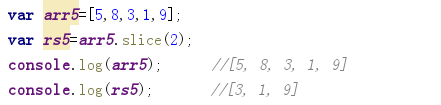 var arr5=[5,8,3,1,9];
var rs5=arr5.slice(2);
console.log(arr5);      //[5, 8, 3, 1, 9]
console.log(rs5);       //[3, 1, 9]